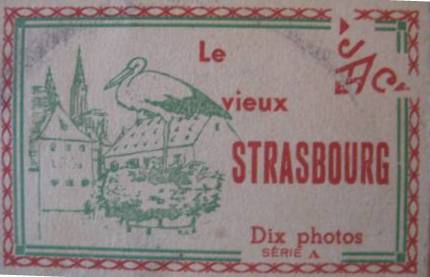 Le
JAC
vieux
STRASBOURG
Dix photos
SÉRIE A